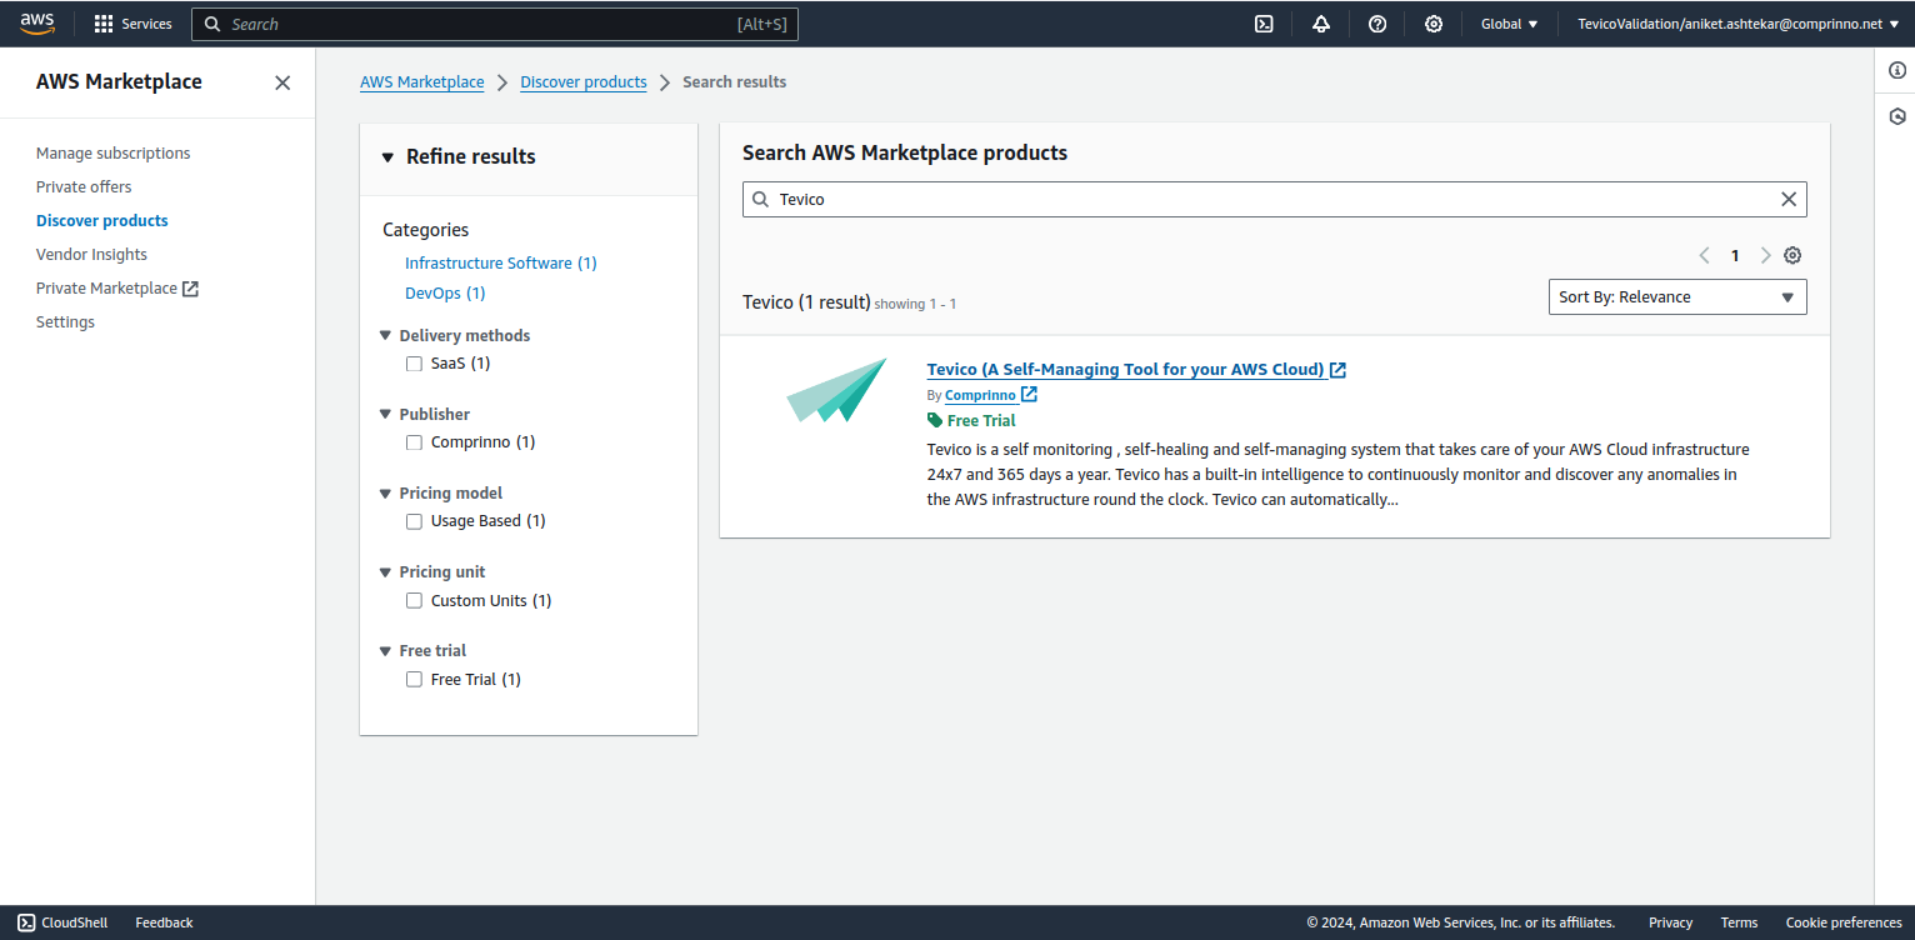 aws
Services
Search
[Alt+S]
Global
TevicoValidation/aniket.ashtekar@comprinno.net
AWS Marketplace
Manage subscriptions
Private offers
Discover products
Vendor Insights
Private Marketplace
Settings
AWS Marketplace
Discover products
Search results
Refine results
Categories
Infrastructure Software (1)
DevOps (1)
Delivery methods
SaaS (1)
Publisher
Comprinno (1)
Pricing model
Usage Based (1)
Pricing unit
Custom Units (1)
Free trial
Free Trial (1)
Search AWS Marketplace products
Tevico
1
Tevico (1 result) showing 1 - 1
Sort By: Relevance
Tevico (A Self-Managing Tool for your AWS Cloud)
By Comprinno
Free Trial
Tevico is a self monitoring , self-healing and self-managing system that takes care of your AWS Cloud infrastructure
24x7 and 365 days a year. Tevico has a built-in intelligence to continuously monitor and discover any anomalies in
the AWS infrastructure round the clock. Tevico can automatically...
CloudShell
Feedback
© 2024, Amazon Web Services, Inc. or its affiliates.
Privacy
Terms
Cookie preferences